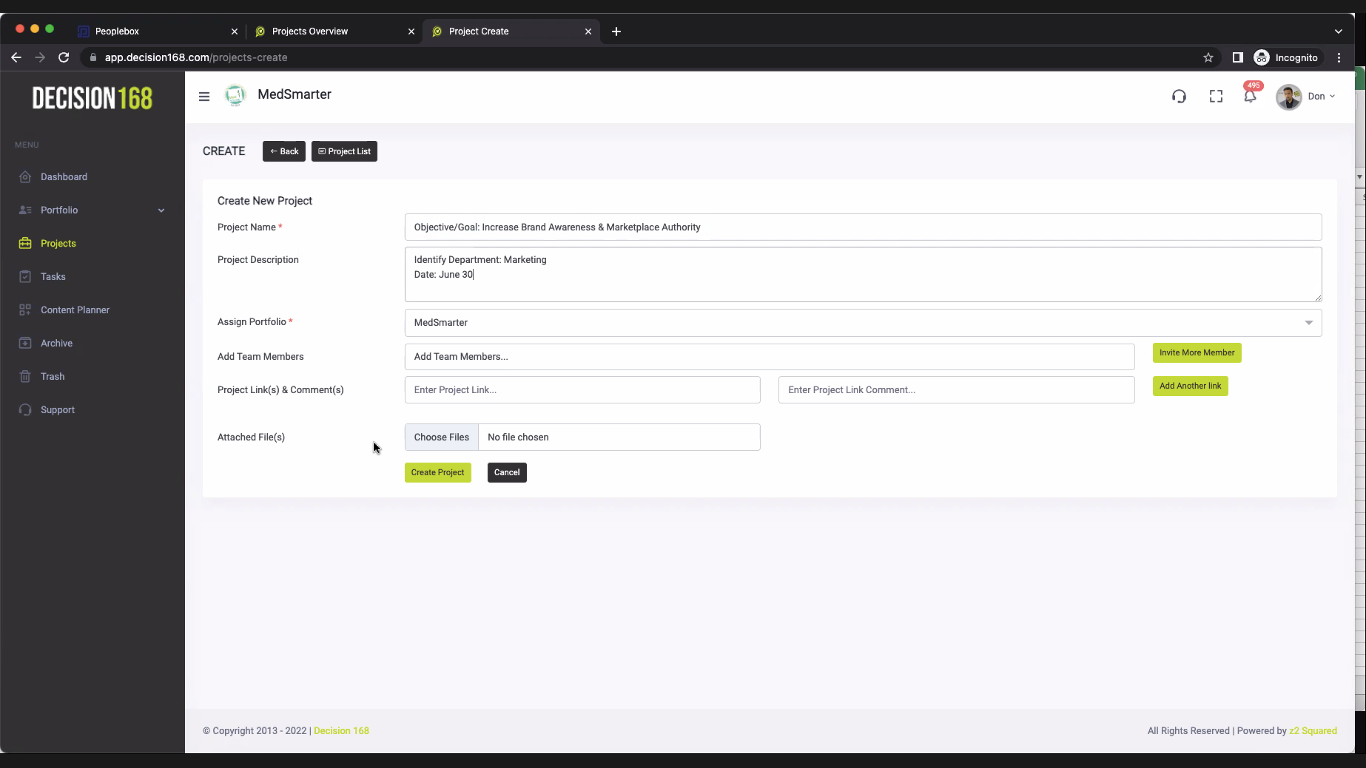 Peoplebox
Projects Overview
Project Create
app.decision168.com/projects-create
Incognito
DECISION168
MedSmarter
495
Don
MENU
Dashboard
Portfolio
Projects
Tasks
Content Planner
Archive
Trash
Support
CREATE
← Back
Project List
Create New Project
Project Name *
Objective/Goal: Increase Brand Awareness & Marketplace Authority
Project Description
Identify Department: Marketing
Date: June 30
Assign Portfolio *
MedSmarter
Add Team Members
Add Team Members...
Invite More Member
Project Link(s) & Comment(s)
Enter Project Link...
Enter Project Link Comment...
Add Another link
Attached File(s)
Choose Files
No file chosen
Create Project
Cancel
© Copyright 2013 - 2022 | Decision 168
All Rights Reserved | Powered by z2 Squared